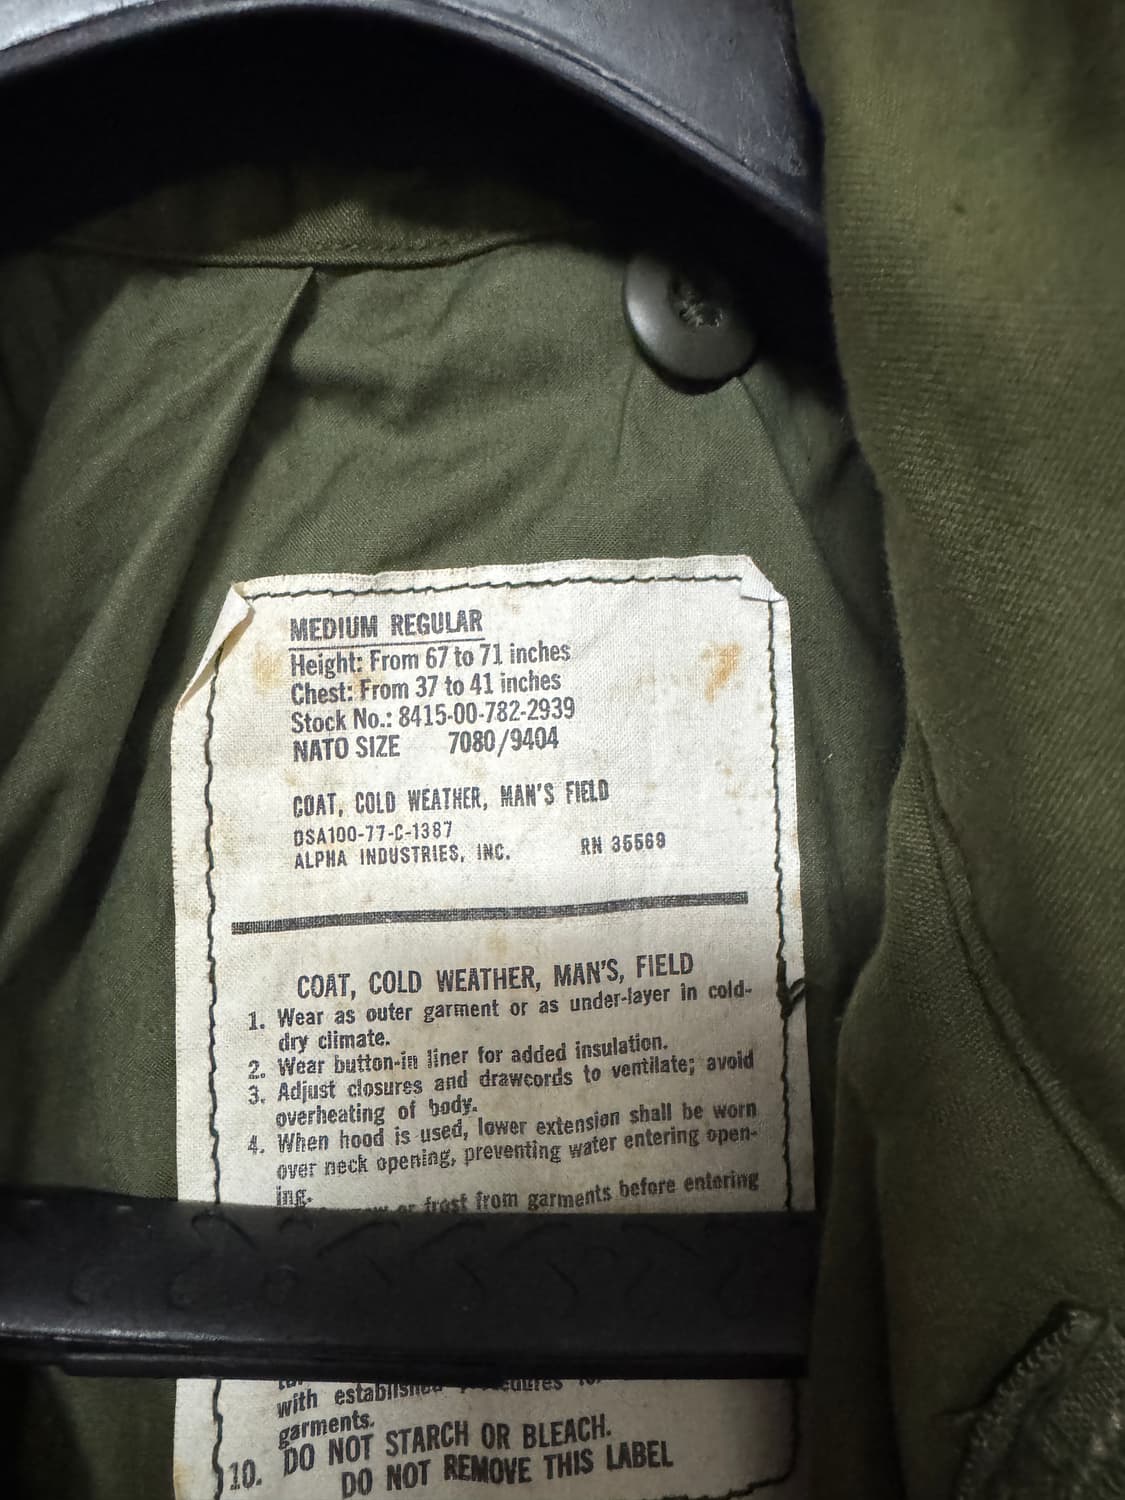 MEDIUM REGULAR
Height: From 67 to 71 inches
Chest: From 37 to 41 inches
Stock No.: 8415-00-782-2939
NATO SIZE 7080/9404
COAT, COLD WEATHER, MAN'S FIELD
DSA100-77-C-1387
ALPHA INDUSTRIES, INC. RN 35569
COAT, COLD WEATHER, MAN'S, FIELD
1. Wear as outer garment or as under-layer in cold-
dry climate.
2. Wear button-in liner for added insulation.
3. Adjust closures and drawcords to ventilate; avoid
overheating of body.
4. When hood is used, lower extension shall be worn
over neck opening, preventing water entering open-
ing.
or frost from garments before entering
with established
garments.
10. DO NOT STARCH OR BLEACH.
DO NOT REMOVE THIS LABEL